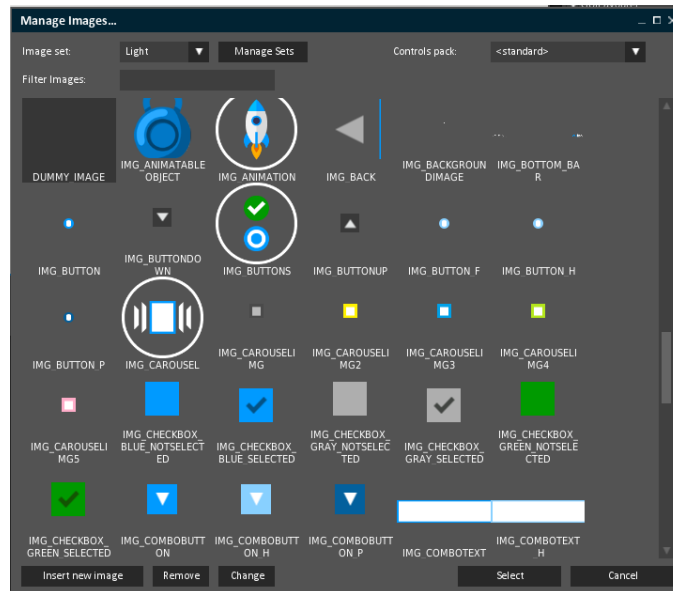 Manage Images...
Image set:
Light
Manage Sets
Controls pack:
<standard>
Filter Images:
DUMMY_IMAGE
IMG_ANIMATABLE
OBJECT
IMG_ANIMATION
IMG_BACK
IMG_BACKGROUN
DIMAGE
IMG_BOTTOM_BA
R
IMG_BUTTON
IMG_BUTTONDO
WN
IMG_BUTTONS
IMG_BUTTONUP
IMG_BUTTON_F
IMG_BUTTON_H
IMG_BUTTON_P
IMG_CAROUSEL
IMG_CAROUSELI
MG
IMG_CAROUSELI
MG2
IMG_CAROUSELI
MG3
IMG_CAROUSELI
MG4
IMG_CAROUSELI
MG5
IMG_CHECKBOX_
BLUE_NOTSELECT
ED
IMG_CHECKBOX_
BLUE_SELECTED
IMG_CHECKBOX_
GRAY_NOTSELEC
TED
IMG_CHECKBOX_
GRAY_SELECTED
IMG_CHECKBOX_
GREEN_NOTSELE
CTED
IMG_CHECKBOX_
GREEN_SELECTED
IMG_COMBOBUTT
ON
IMG_COMBOBUTT
ON_H
IMG_COMBOBUTT
ON_P
IMG_COMBOTEXT
IMG_COMBOTEXT
_H
Insert new image
Remove
Change
Select
Cancel